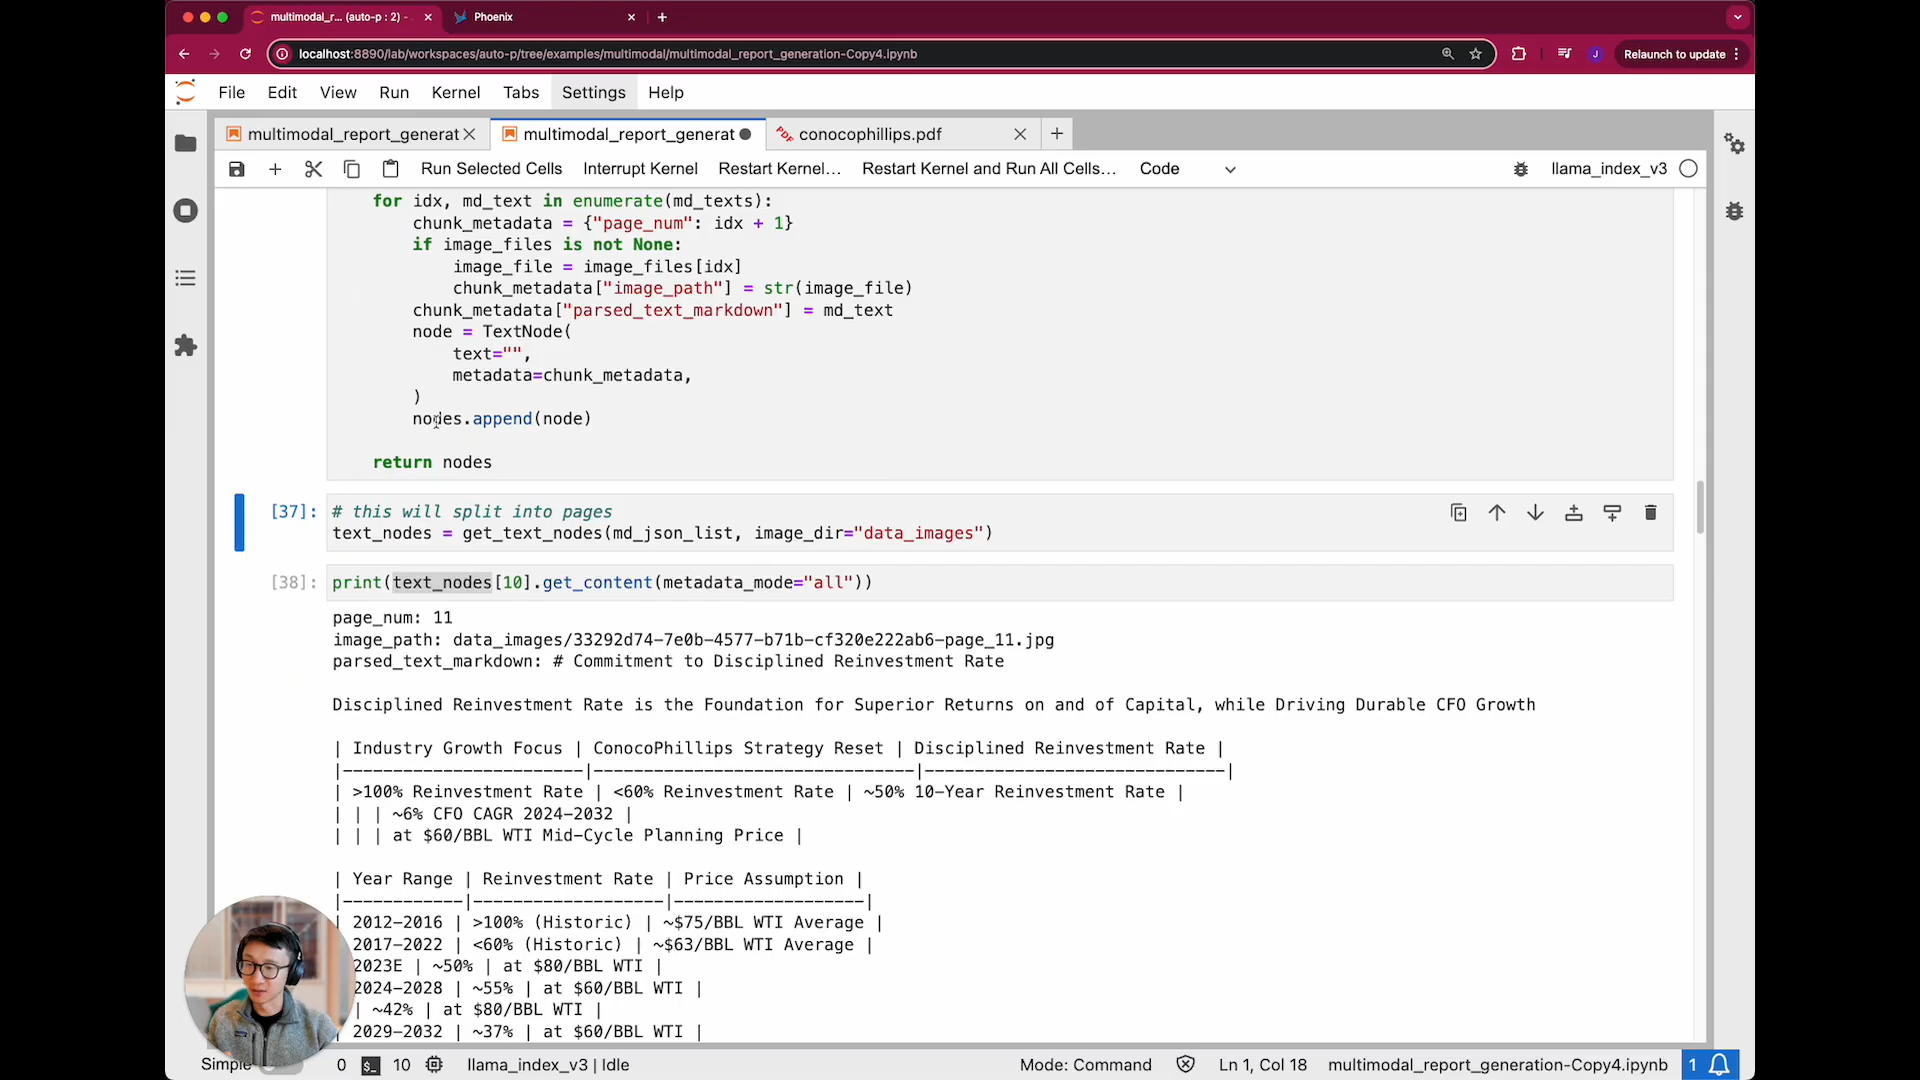 multimodal_r... (auto-p : 2) -
Phoenix
localhost:8890/lab/workspaces/auto-p/tree/examples/multimodal/multimodal_report_generation-Copy4.ipynb
J
Relaunch to update
File Edit View Run Kernel Tabs Settings Help
multimodal_report_generat
multimodal_report_generat
conocophillips.pdf
Run Selected Cells Interrupt Kernel Restart Kernel... Restart Kernel and Run All Cells... Code llama_index_v3
for idx, md_text in enumerate(md_texts):
chunk_metadata = {"page_num": idx + 1}
if image_files is not None:
image_file = image_files[idx]
chunk_metadata["image_path"] = str(image_file)
chunk_metadata["parsed_text_markdown"] = md_text
node = TextNode(
text="",
metadata=chunk_metadata,
)
nodes.append(node)
return nodes
[37]: # this will split into pages
text_nodes = get_text_nodes(md_json_list, image_dir="data_images")
[38]: print(text_nodes[10].get_content(metadata_mode="all"))
page_num: 11
image_path: data_images/33292d74-7e0b-4577-b71b-cf320e222ab6-page_11.jpg
parsed_text_markdown: # Commitment to Disciplined Reinvestment Rate
Disciplined Reinvestment Rate is the Foundation for Superior Returns on and of Capital, while Driving Durable CFO Growth
| Industry Growth Focus | ConocoPhillips Strategy Reset | Disciplined Reinvestment Rate |
|------------------------|--------------------------------|------------------------------|
| >100% Reinvestment Rate | <60% Reinvestment Rate | ~50% 10-Year Reinvestment Rate |
| | | ~6% CFO CAGR 2024-2032 |
| | | at $60/BBL WTI Mid-Cycle Planning Price |
| Year Range | Reinvestment Rate | Price Assumption |
|------------|-------------------|------------------|
| 2012-2016 | >100% (Historic) | ~$75/BBL WTI Average |
2017-2022 | <60% (Historic) | ~$63/BBL WTI Average |
2023E | ~50% | at $80/BBL WTI |
2024-2028 | ~55% | at $60/BBL WTI |
| ~42% | at $80/BBL WTI |
2029-2032 | ~37% | at $60/BBL WTI |
Simple 0 $_ 10 llama_index_v3 | Idle Mode: Command Ln 1, Col 18 multimodal_report_generation-Copy4.ipynb 1